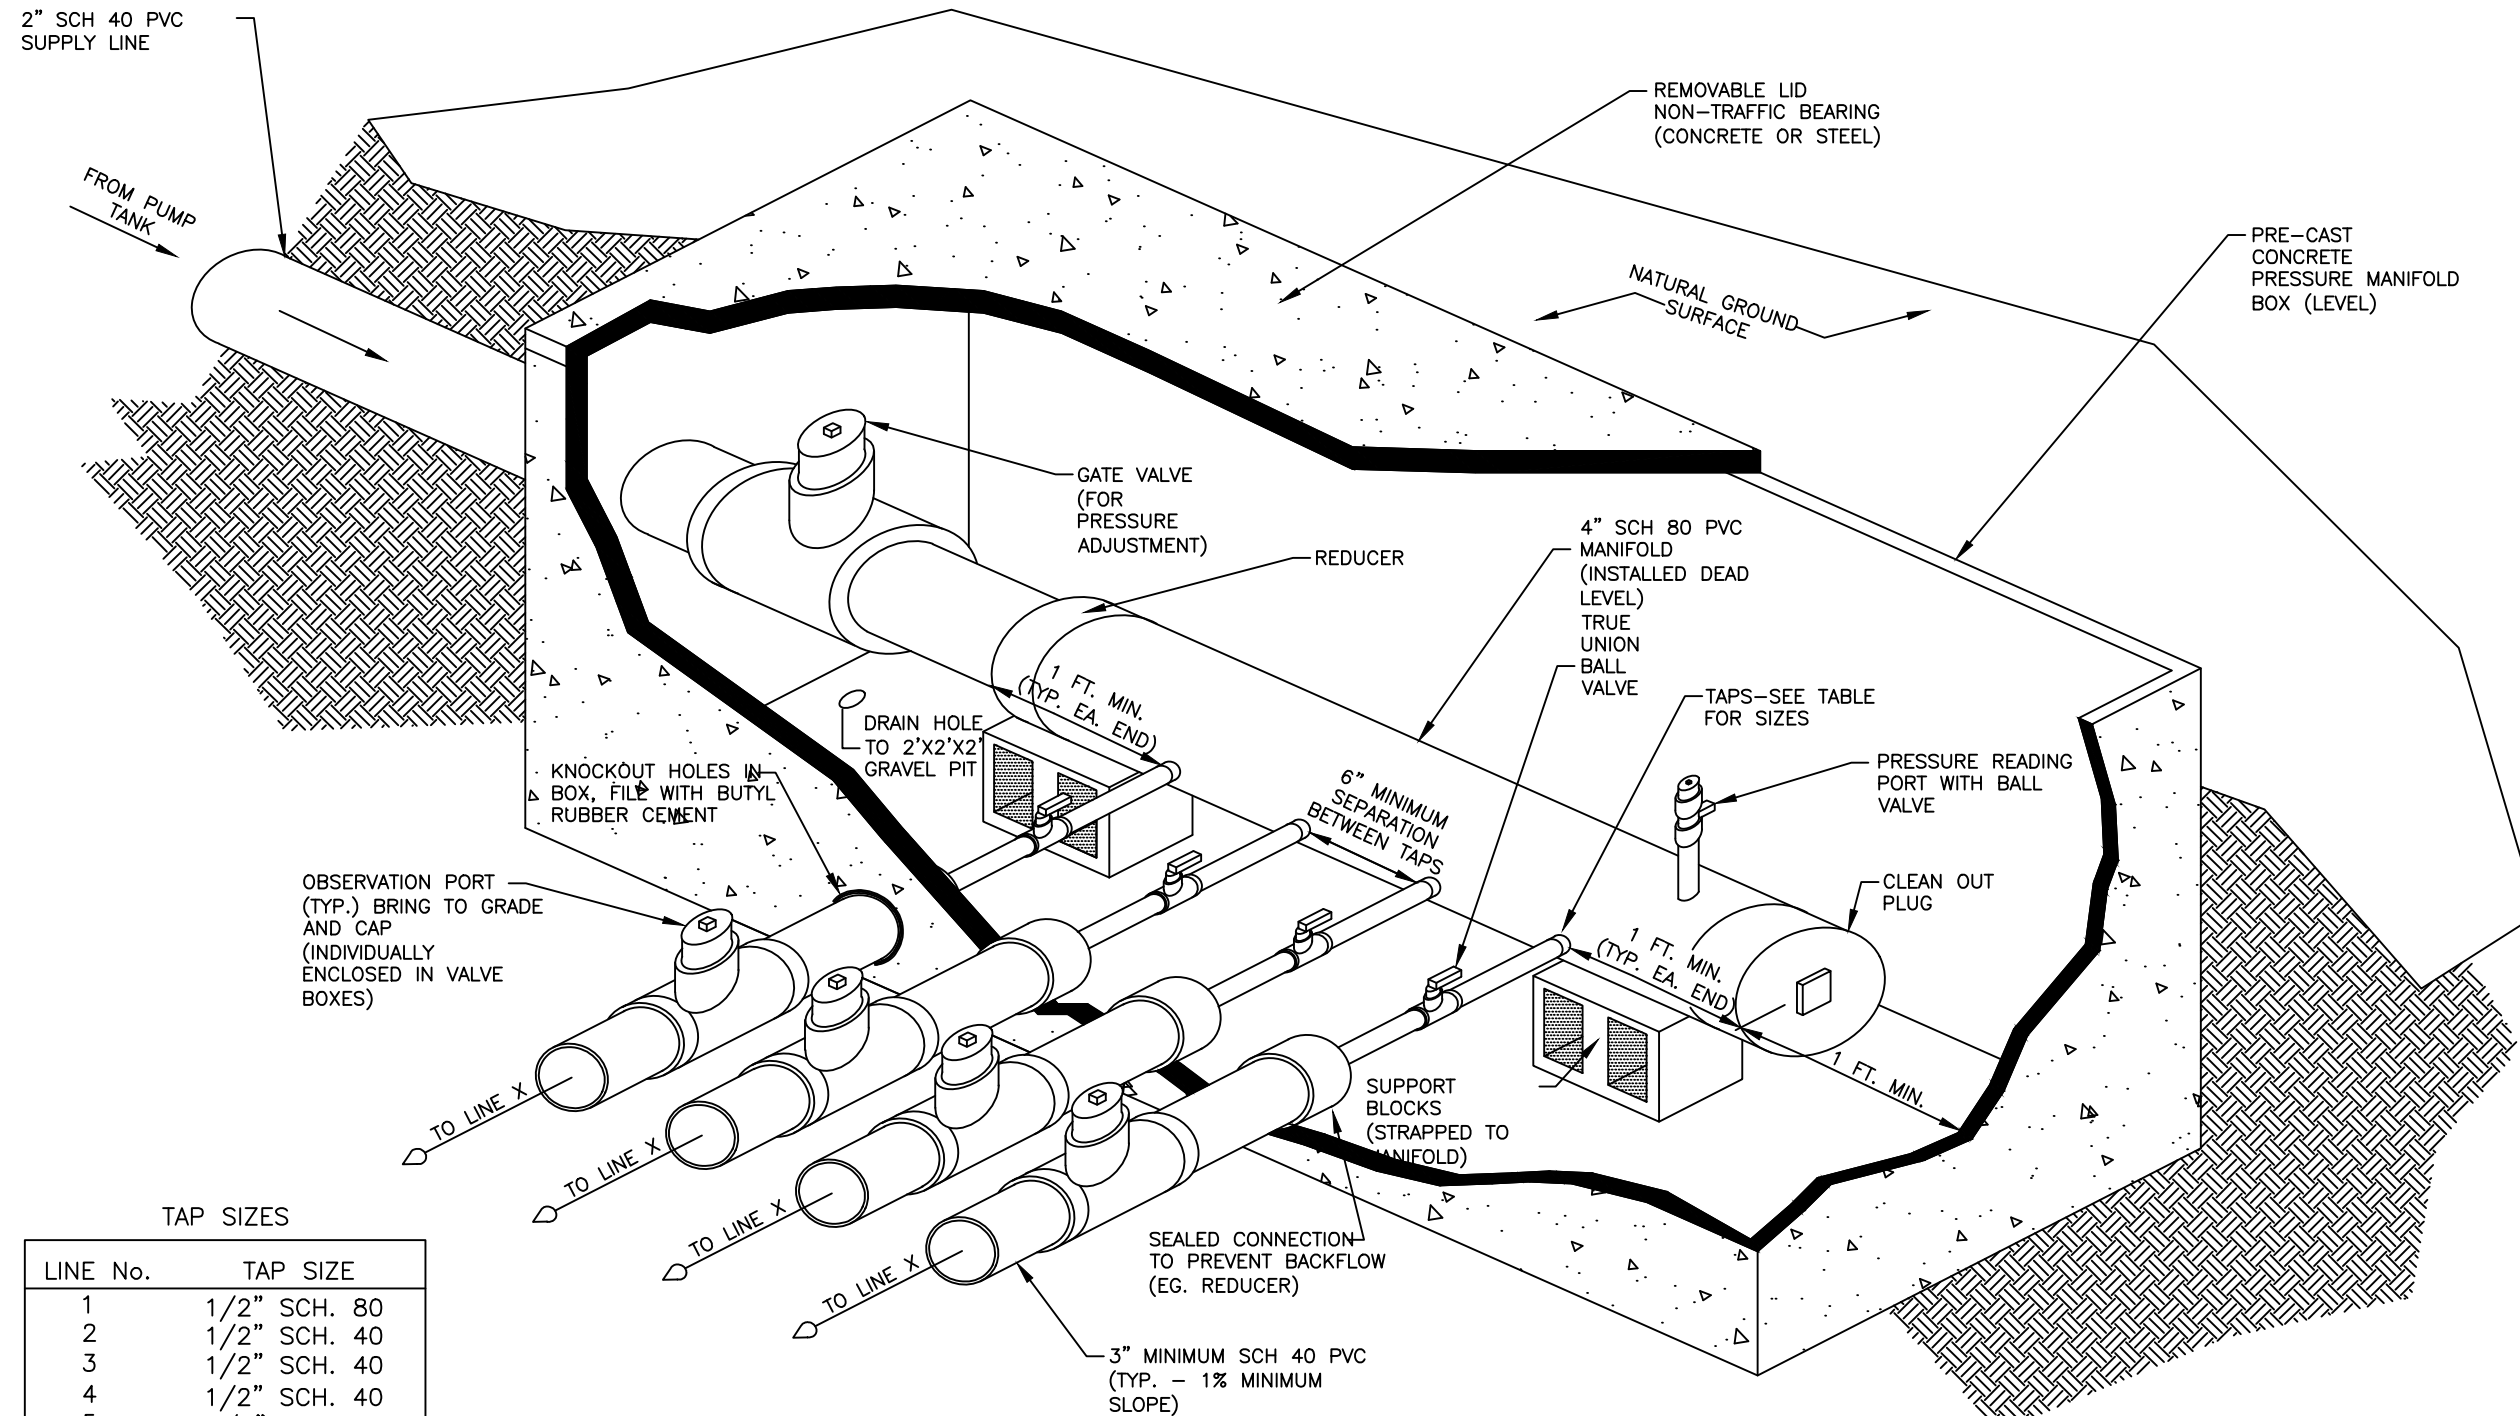 2" SCH 40 PVC
SUPPLY LINE
FROM PUMP
TANK
REMOVABLE LID
NON-TRAFFIC BEARING
(CONCRETE OR STEEL)
PRE-CAST
CONCRETE
PRESSURE MANIFOLD
BOX (LEVEL)
NATURAL GROUND
SURFACE
GATE VALVE
(FOR
PRESSURE
ADJUSTMENT)
REDUCER
4" SCH 80 PVC
MANIFOLD
(INSTALLED DEAD
LEVEL)
TRUE
UNION
BALL
VALVE
TAPS-SEE TABLE
FOR SIZES
PRESSURE READING
PORT WITH BALL
VALVE
CLEAN OUT
PLUG
1 FT. MIN.
(TYP. EA. END)
DRAIN HOLE
TO 2'X2'X2'
GRAVEL PIT
KNOCKOUT HOLES IN
BOX, FILL WITH BUTYL
RUBBER CEMENT
6" MINIMUM
SEPARATION
BETWEEN TAPS
OBSERVATION PORT
(TYP.) BRING TO GRADE
AND CAP
(INDIVIDUALLY
ENCLOSED IN VALVE
BOXES)
1 FT. MIN.
(TYP. EA. END)
1 FT. MIN.
SUPPORT
BLOCKS
(STRAPPED TO
MANIFOLD)
TO LINE X
TO LINE X
TO LINE X
TO LINE X
SEALED CONNECTION
TO PREVENT BACKFLOW
(EG. REDUCER)
3" MINIMUM SCH 40 PVC
(TYP. - 1% MINIMUM
SLOPE)
TAP SIZES
LINE No. TAP SIZE
1 1/2" SCH. 80
2 1/2" SCH. 40
3 1/2" SCH. 40
4 1/2" SCH. 40